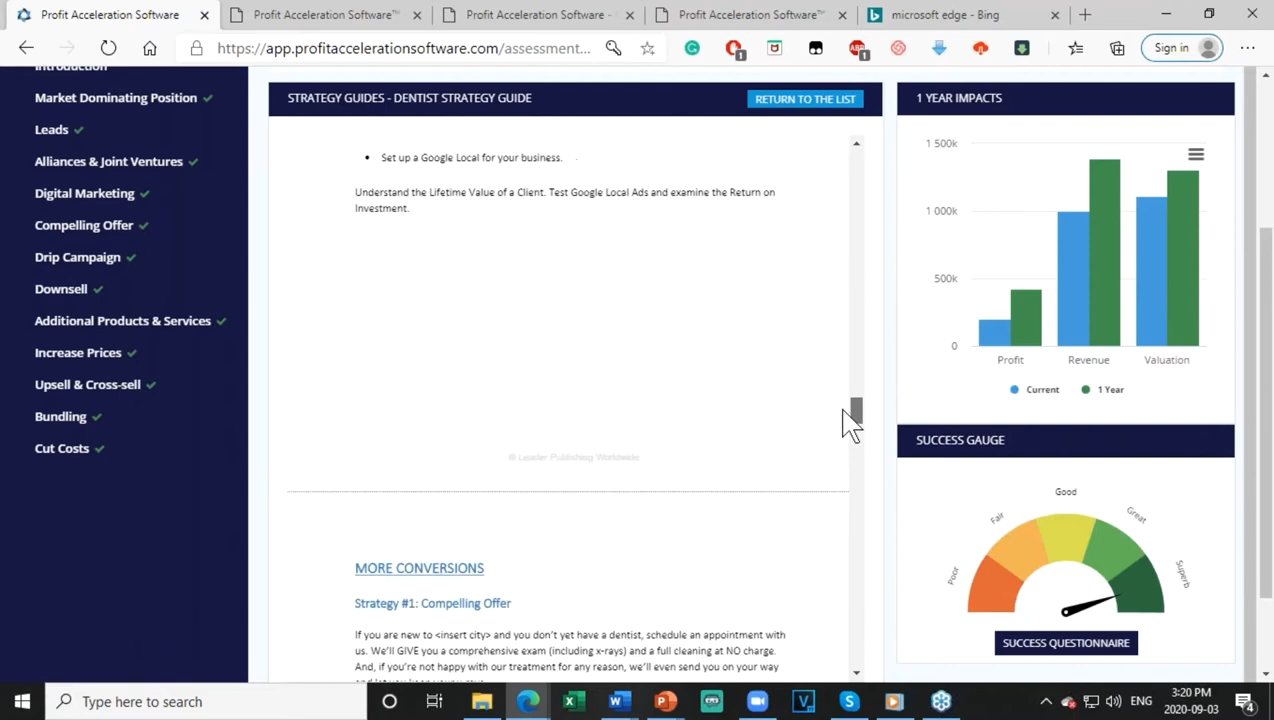 Profit Acceleration Software
Profit Acceleration Software™
Profit Acceleration Software -
Profit Acceleration Software™
microsoft edge - Bing
https://app.profitaccelerationsoftware.com/assessment...
1
1
Sign in
Introduction
Market Dominating Position
Leads
Alliances & Joint Ventures
Digital Marketing
Compelling Offer
Drip Campaign
Downsell
Additional Products & Services
Increase Prices
Upsell & Cross-sell
Bundling
Cut Costs
STRATEGY GUIDES - DENTIST STRATEGY GUIDE
RETURN TO THE LIST
• Set up a Google Local for your business.
Understand the Lifetime Value of a Client. Test Google Local Ads and examine the Return on
Investment.
© Leader Publishing Worldwide
MORE CONVERSIONS
Strategy #1: Compelling Offer
If you are new to <insert city> and you don't yet have a dentist, schedule an appointment with
us. We'll GIVE you a comprehensive exam (including x-rays) and a full cleaning at NO charge.
And, if you're not happy with our treatment for any reason, we'll even send you on your way
1 YEAR IMPACTS
1 500k
1 000k
500k
0
Profit
Revenue
Valuation
Current
1 Year
SUCCESS GAUGE
Poor
Fair
Good
Great
Superb
SUCCESS QUESTIONNAIRE
Type here to search
ENG
3:20 PM
2020-09-03
4